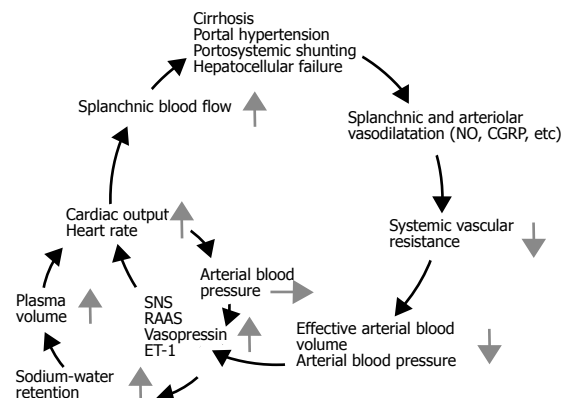 Cirrhosis
Portal hypertension
Portosystemic shunting
Hepatocellular failure
Splanchnic blood flow
Splanchnic and arteriolar
vasodilatation (NO, CGRP, etc)
Cardiac output
Heart rate
Systemic vascular
resistance
Arterial blood
pressure
Plasma
volume
SNS
RAAS
Vasopressin
ET-1
Effective arterial blood
volume
Arterial blood pressure
Sodium-water
retention